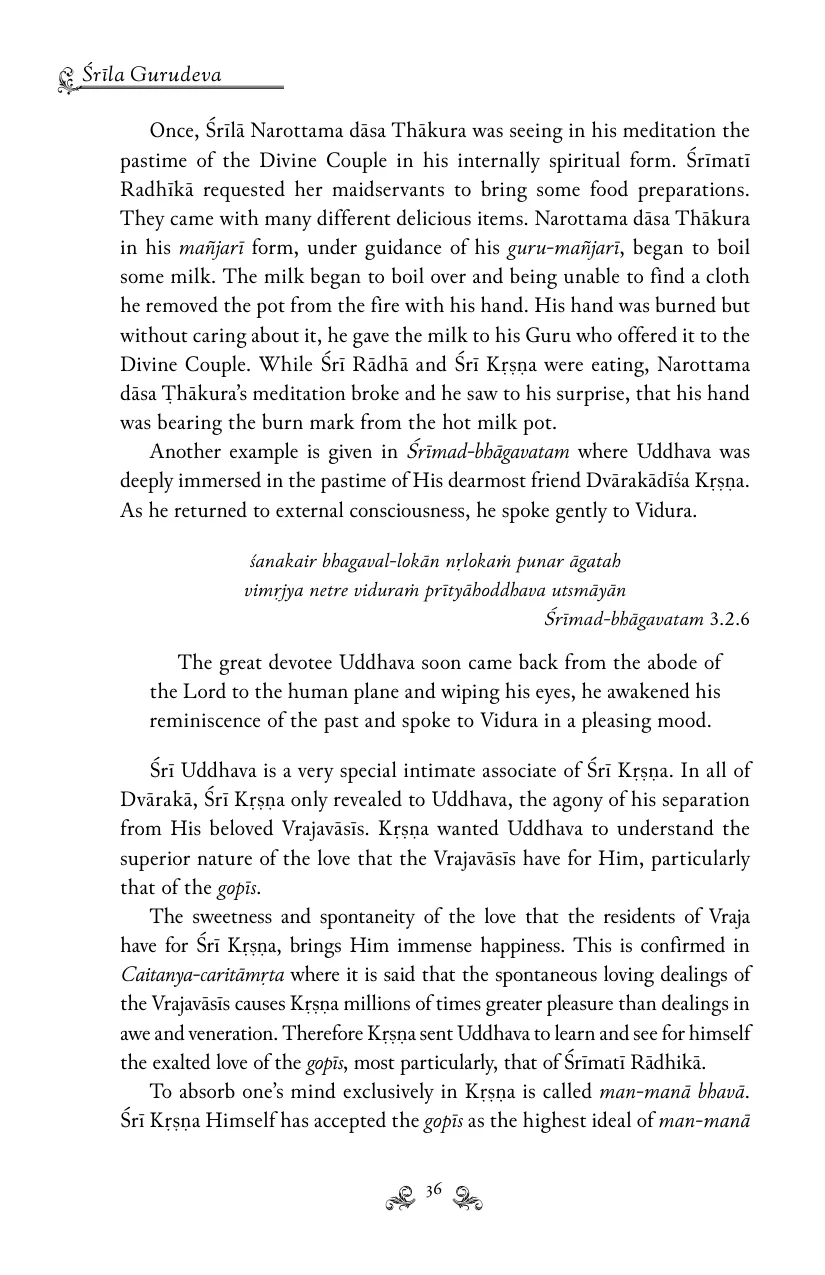 Śrīla Gurudeva
Once, Śrīlā Narottama dāsa Thākura was seeing in his meditation the
pastime of the Divine Couple in his internally spiritual form. Śrīmatī
Radhīkā requested her maidservants to bring some food preparations.
They came with many different delicious items. Narottama dāsa Thākura
in his mañjarī form, under guidance of his guru-mañjarī, began to boil
some milk. The milk began to boil over and being unable to find a cloth
he removed the pot from the fire with his hand. His hand was burned but
without caring about it, he gave the milk to his Guru who offered it to the
Divine Couple. While Śrī Rādhā and Śrī Kṛṣṇa were eating, Narottama
dāsa Ṭhākura’s meditation broke and he saw to his surprise, that his hand
was bearing the burn mark from the hot milk pot.
Another example is given in Śrīmad-bhāgavatam where Uddhava was
deeply immersed in the pastime of His dearmost friend Dvārakādīśa Kṛṣṇa.
As he returned to external consciousness, he spoke gently to Vidura.
śanakair bhagaval-lokān nṛlokaṁ punar āgatah
vimṛjya netre viduraṁ prītyāhoddhava utsmāyān
Śrīmad-bhāgavatam 3.2.6
The great devotee Uddhava soon came back from the abode of
the Lord to the human plane and wiping his eyes, he awakened his
reminiscence of the past and spoke to Vidura in a pleasing mood.
Śrī Uddhava is a very special intimate associate of Śrī Kṛṣṇa. In all of
Dvārakā, Śrī Kṛṣṇa only revealed to Uddhava, the agony of his separation
from His beloved Vrajavāsīs. Kṛṣṇa wanted Uddhava to understand the
superior nature of the love that the Vrajavāsīs have for Him, particularly
that of the gopīs.
The sweetness and spontaneity of the love that the residents of Vraja
have for Śrī Kṛṣṇa, brings Him immense happiness. This is confirmed in
Caitanya-caritāmṛta where it is said that the spontaneous loving dealings of
the Vrajavāsīs causes Kṛṣṇa millions of times greater pleasure than dealings in
awe and veneration. Therefore Kṛṣṇa sent Uddhava to learn and see for himself
the exalted love of the gopīs, most particularly, that of Śrīmatī Rādhikā.
To absorb one’s mind exclusively in Kṛṣṇa is called man-manā bhavā.
Śrī Kṛṣṇa Himself has accepted the gopīs as the highest ideal of man-manā
36